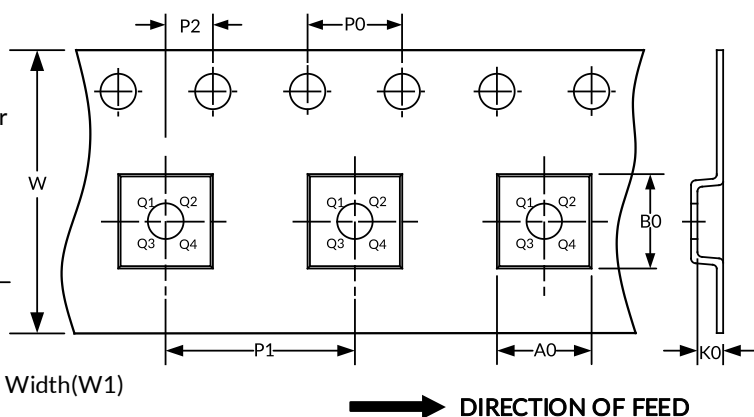 P2
P0
r
W
Q1 Q2
Q3 Q4
Q1 Q2
Q3 Q4
Q1 Q2
Q3 Q4
B0
P1
A0
K0
Width(W1)
DIRECTION OF FEED